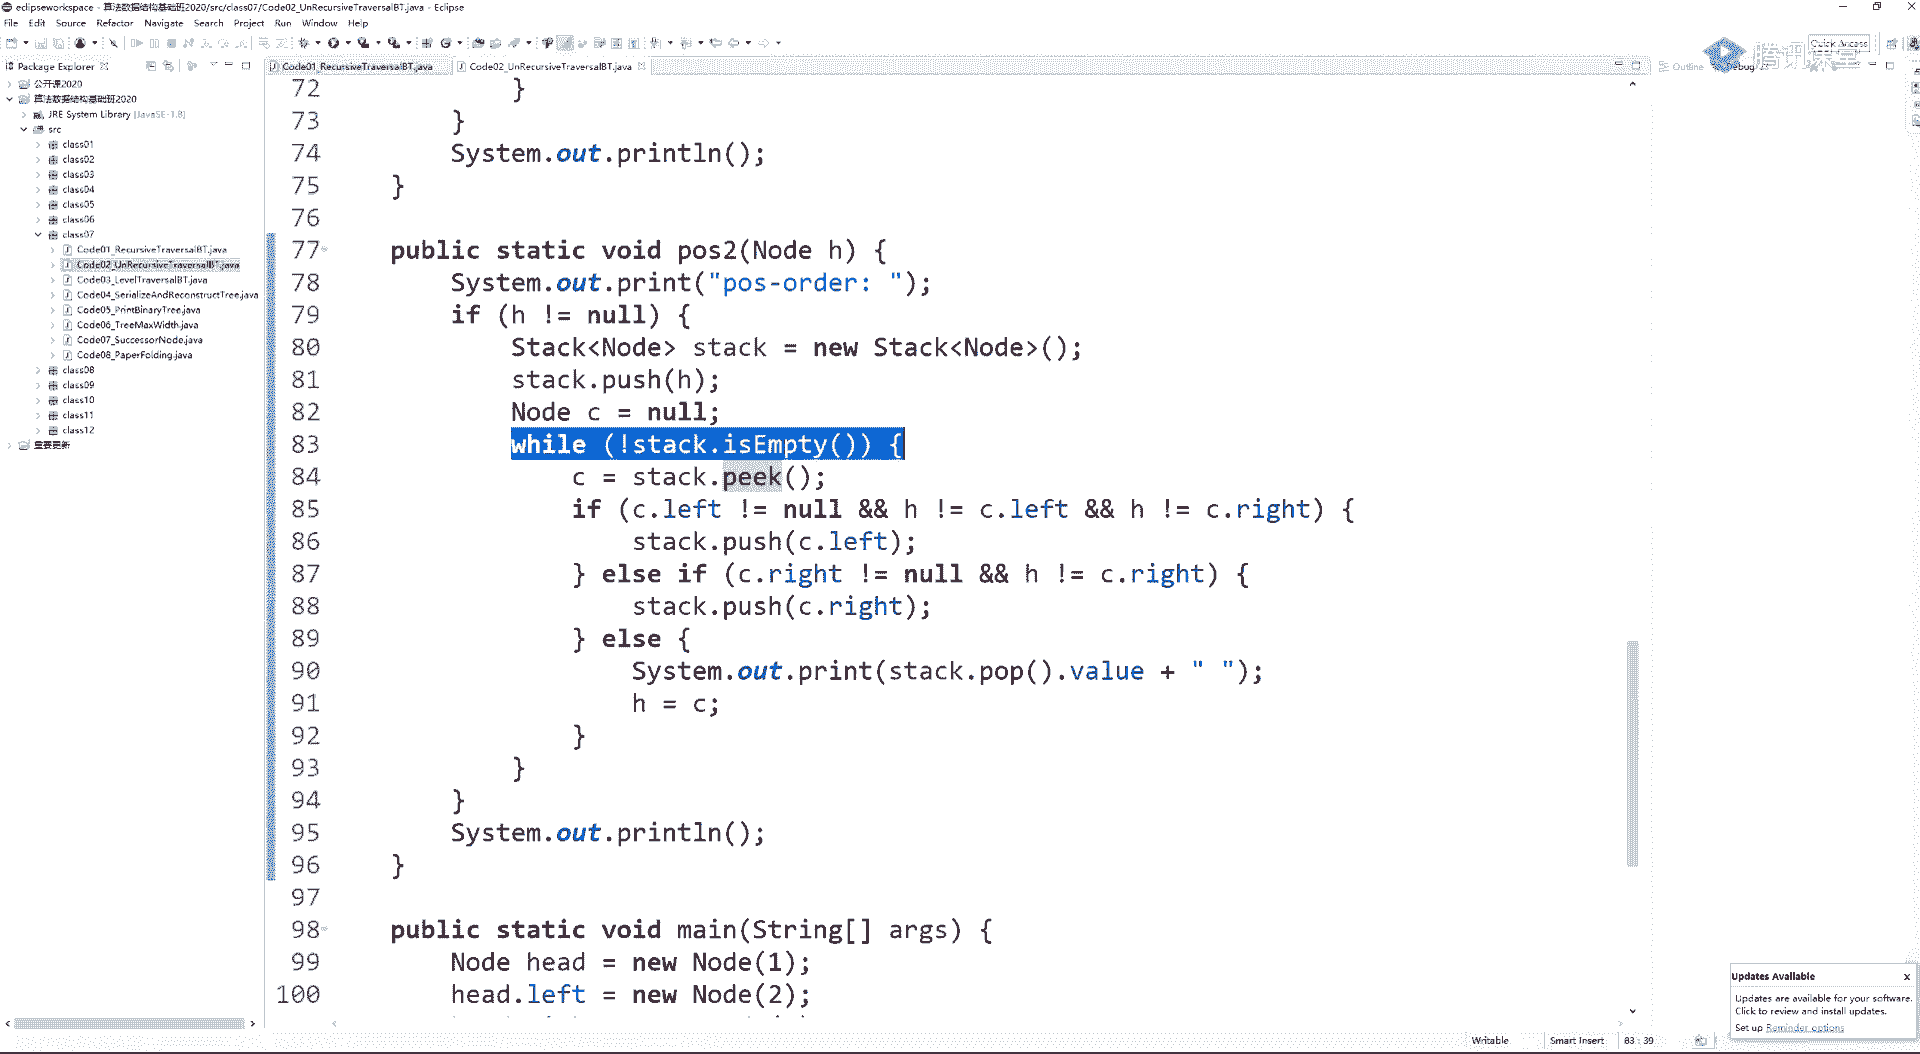 eclipseworkspace - 算法数据结构基础班2020/src/class07/Code02_UnRecursiveTraversalBT.java - Eclipse
File Edit Source Refactor Navigate Search Project Run Window Help
Quick Access
腾讯课堂
Package Explorer
Code01_RecursiveTraversalBT.java
Code02_UnRecursiveTraversalBT.java
Outline
公开课2020
算法数据结构基础班2020
JRE System Library [JavaSE-1.8]
src
class01
class02
class03
class04
class05
class06
class07
Code01_RecursiveTraversalBT.java
Code02_UnRecursiveTraversalBT.java
Code03_LevelTraversalBT.java
Code04_SerializeAndReconstructTree.java
Code05_PrintBinaryTree.java
Code06_TreeMaxWidth.java
Code07_SuccessorNode.java
Code08_PaperFolding.java
class08
class09
class10
class11
class12
重要更新
72 }
73 }
74 System.out.println();
75 }
76
77 public static void pos2(Node h) {
78 System.out.print("pos-order: ");
79 if (h != null) {
80 Stack<Node> stack = new Stack<Node>();
81 stack.push(h);
82 Node c = null;
83 while (!stack.isEmpty()) {
84 c = stack.peek();
85 if (c.left != null && h != c.left && h != c.right) {
86 stack.push(c.left);
87 } else if (c.right != null && h != c.right) {
88 stack.push(c.right);
89 } else {
90 System.out.print(stack.pop().value + " ");
91 h = c;
92 }
93 }
94 }
95 System.out.println();
96 }
97
98 public static void main(String[] args) {
99 Node head = new Node(1);
100 head.left = new Node(2);
Updates Available
Updates are available for your software.
Click to review and install updates.
Set up Reminder options
Writable
Smart Insert
83 : 39